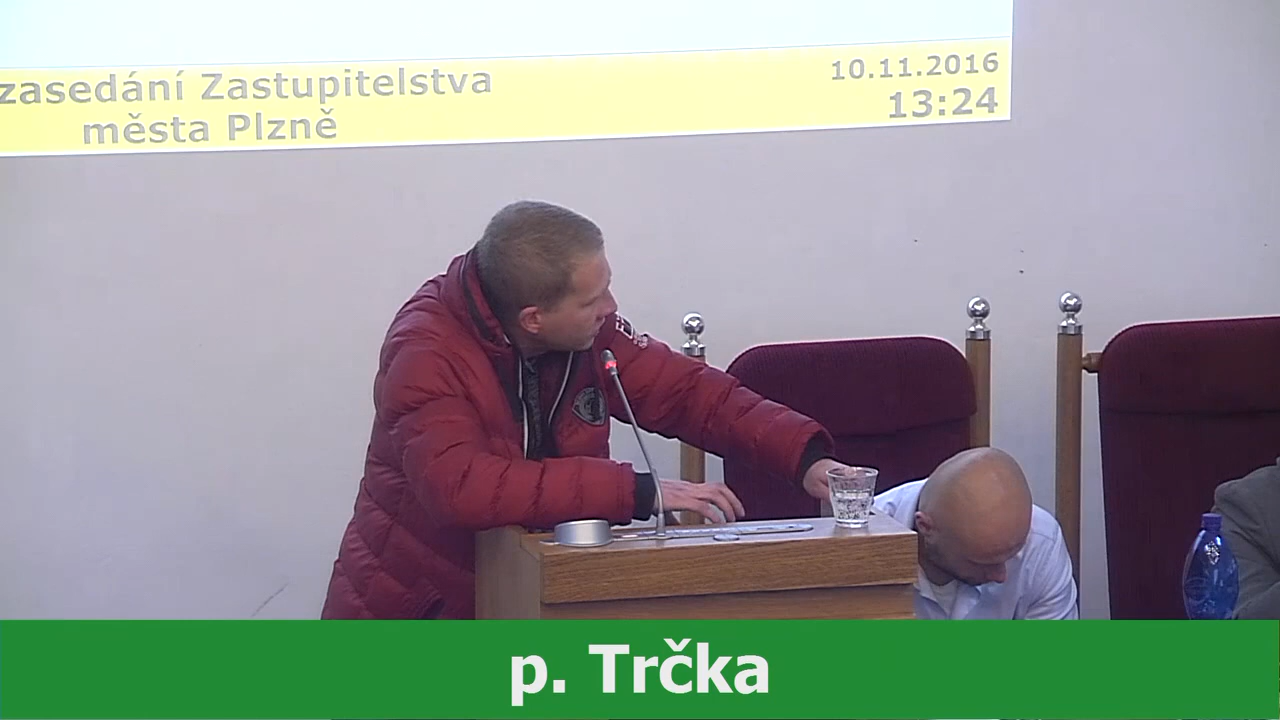 zasedání Zastupitelstva
města Plzně
10.11.2016
13:24
p. Trčka